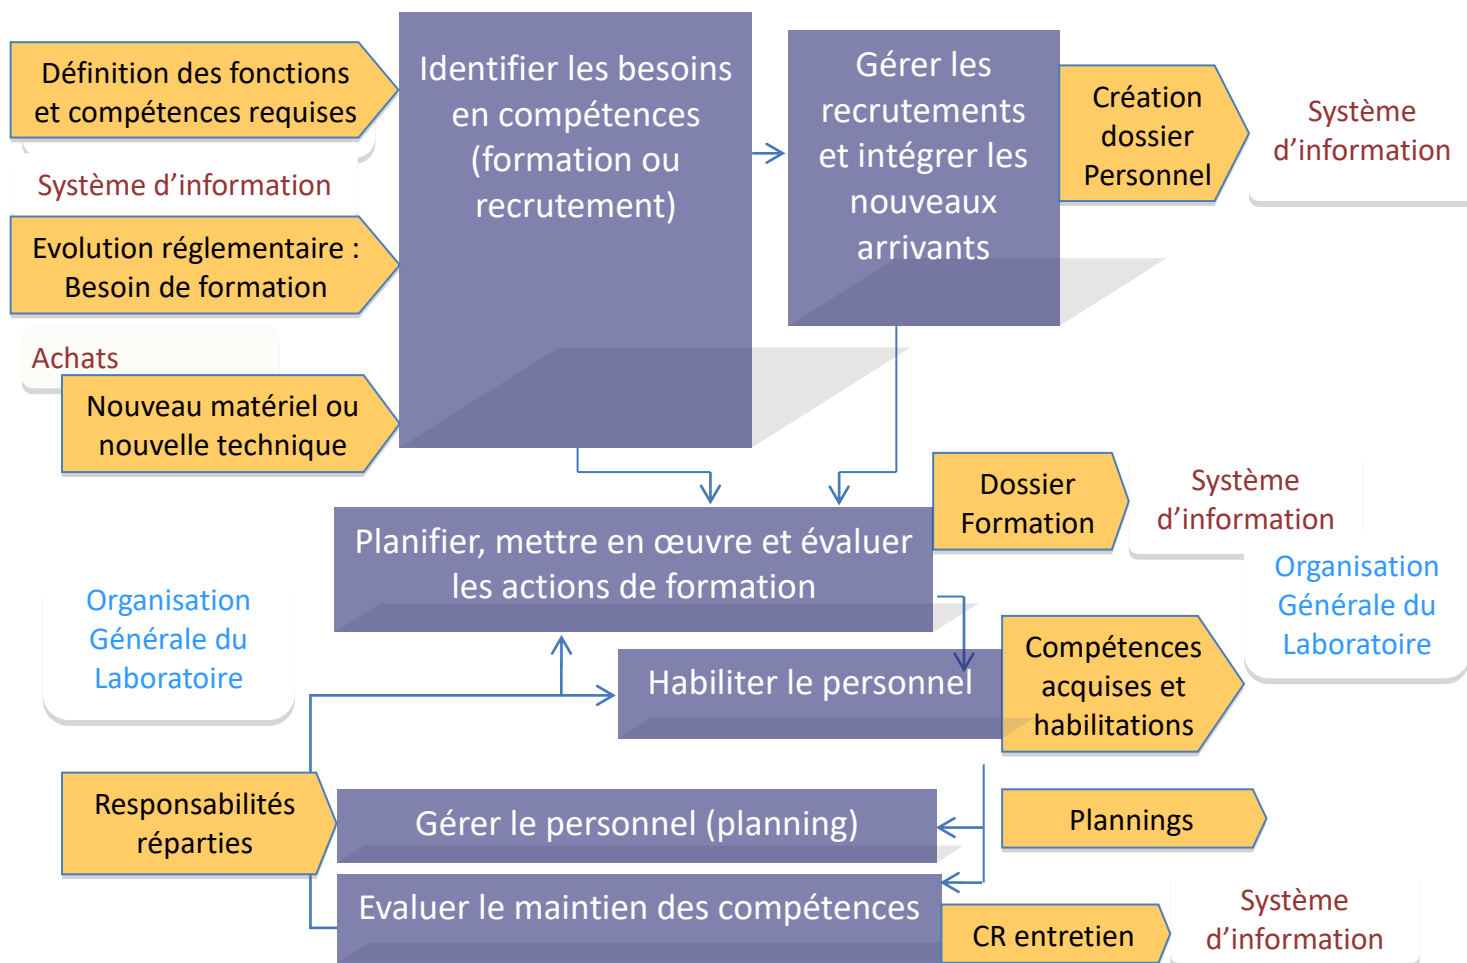 Définition des fonctions
et compétences requises
Système d'information
Evolution réglementaire :
Besoin de formation
Achats
Nouveau matériel ou
nouvelle technique
Identifier les besoins
en compétences
(formation ou
recrutement)
Gérer les
recrutements
et intégrer les
nouveaux
arrivants
Création
dossier
Personnel
Système
d'information
Planifier, mettre en œuvre et évaluer
les actions de formation
Dossier
Formation
Système
d'information
Organisation
Générale du
Laboratoire
Organisation
Générale du
Laboratoire
Habiliter le personnel
Compétences
acquises et
habilitations
Responsabilités
réparties
Gérer le personnel (planning)
Plannings
Evaluer le maintien des compétences
CR entretien
Système
d'information